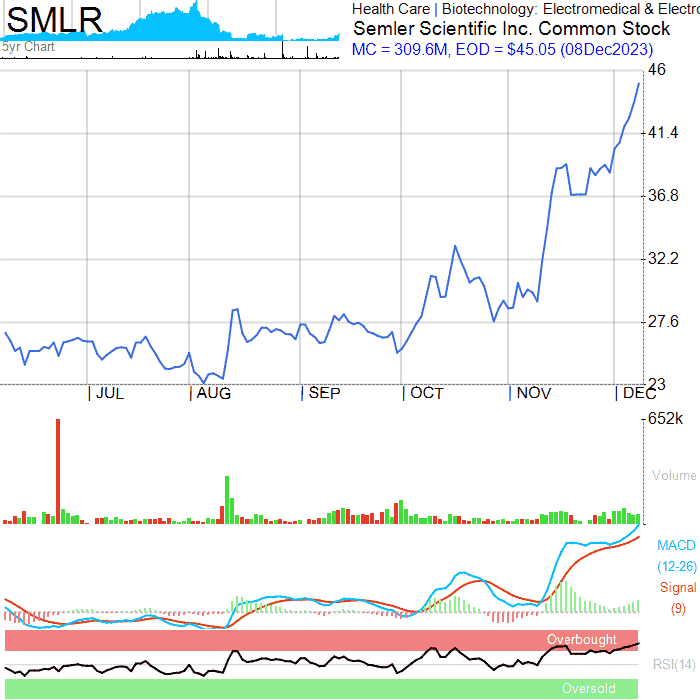 SMLR
5yr Chart
Health Care | Biotechnology: Electromedical & Electro
Semler Scientific Inc. Common Stock
MC = 309.6M, EOD = $45.05 (08Dec2023)
46
41.4
36.8
32.2
27.6
23
JUL
AUG
SEP
OCT
NOV
DEC
652k
Volume
MACD
(12-26)
Signal
(9)
Overbought
RSI(14)
Oversold